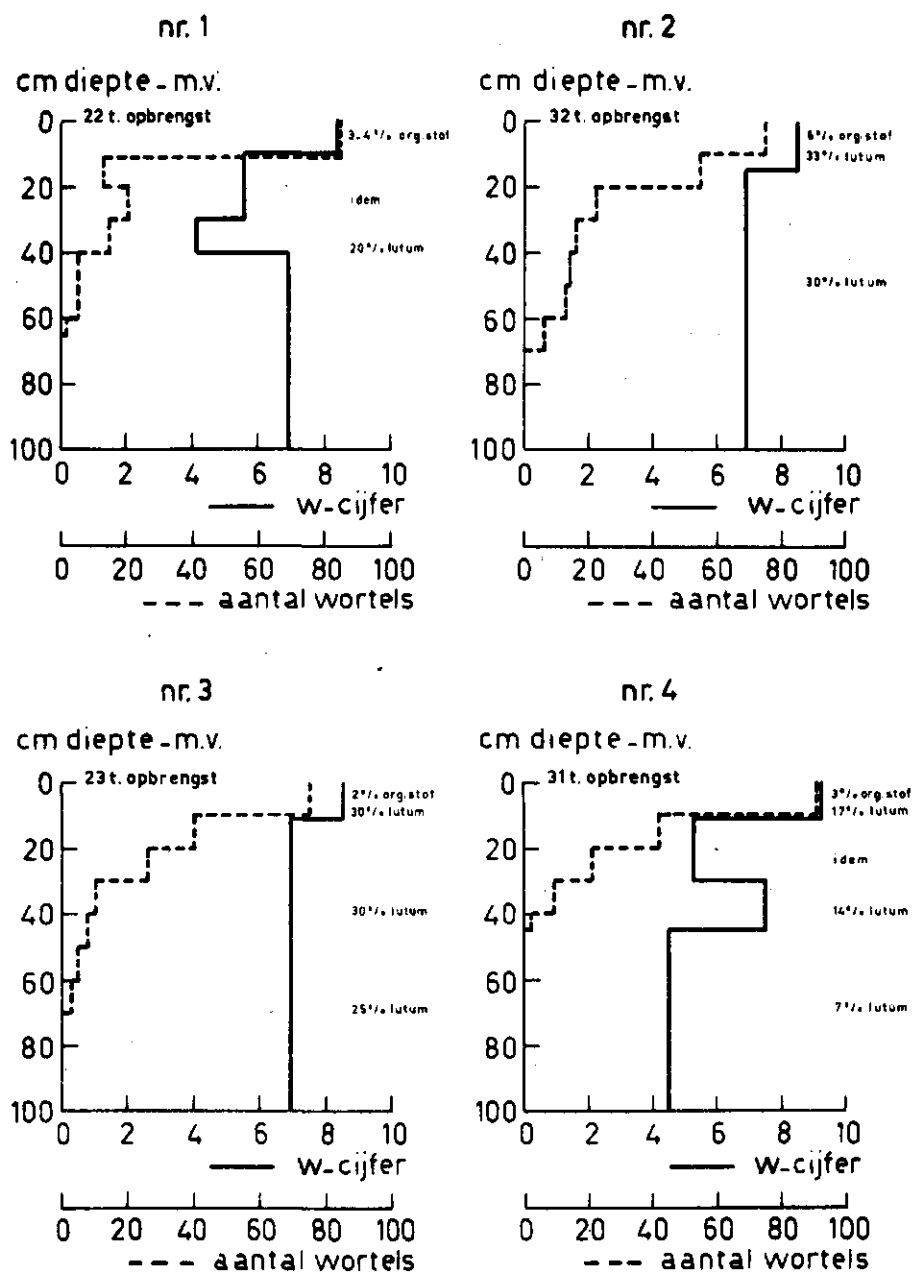 nr. 1
cm diepte - m.v.
22 t. opbrengst
3-4% org. stof
idem
20% lutum
0
20
40
60
80
100
0 2 4 6 8 10
w-cijfer
0 20 40 60 80 100
aantal wortels
nr. 2
cm diepte - m.v.
32 t. opbrengst
6% org. stof
33% lutum
30% lutum
0
20
40
60
80
100
0 2 4 6 8 10
w-cijfer
0 20 40 60 80 100
aantal wortels
nr. 3
cm diepte - m.v.
23 t. opbrengst
2% org. stof
30% lutum
30% lutum
25% lutum
0
20
40
60
80
100
0 2 4 6 8 10
w-cijfer
0 20 40 60 80 100
aantal wortels
nr. 4
cm diepte - m.v.
31 t. opbrengst
3% org. stof
17% lutum
idem
14% lutum
7% lutum
0
20
40
60
80
100
0 2 4 6 8 10
w-cijfer
0 20 40 60 80 100
aantal wortels